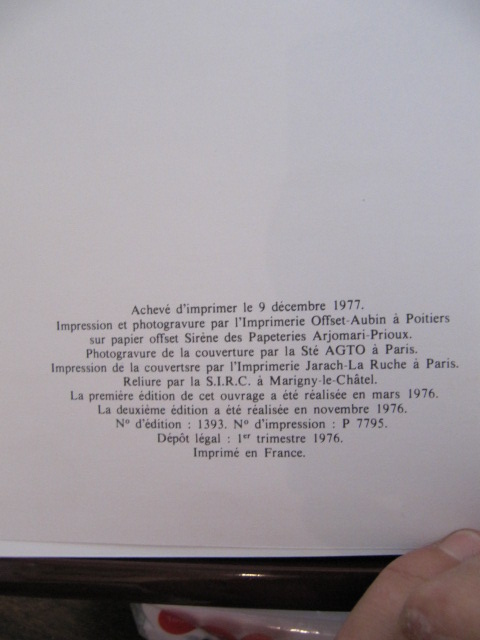 Achevé d'imprimer le 9 décembre 1977.
Impression et photogravure par l'Imprimerie Offset-Aubin à Poitiers
sur papier offset Sirène des Papeteries Arjomari-Prioux.
Photogravure de la couverture par la Sté AGTO à Paris.
Impression de la couvertsre par l'Imprimerie Jarach-La Ruche à Paris.
Reliure par la S.I.R.C. à Marigny-le-Châtel.
La première édition de cet ouvrage a été réalisée en mars 1976.
La deuxième édition a été réalisée en novembre 1976.
Nº d'édition : 1393. Nº d'impression : P 7795.
Dépôt légal : 1er trimestre 1976.
Imprimé en France.